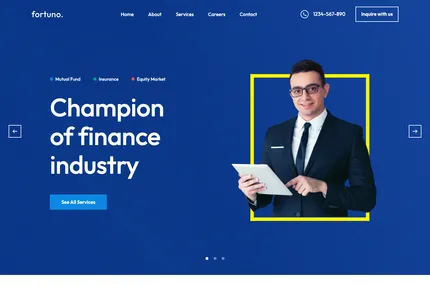 fortuno.
Home About Services Careers Contact
1234-567-890
Inquire with us
Mutual Fund Insurance Equity Market
Champion
of finance
industry
See All Services